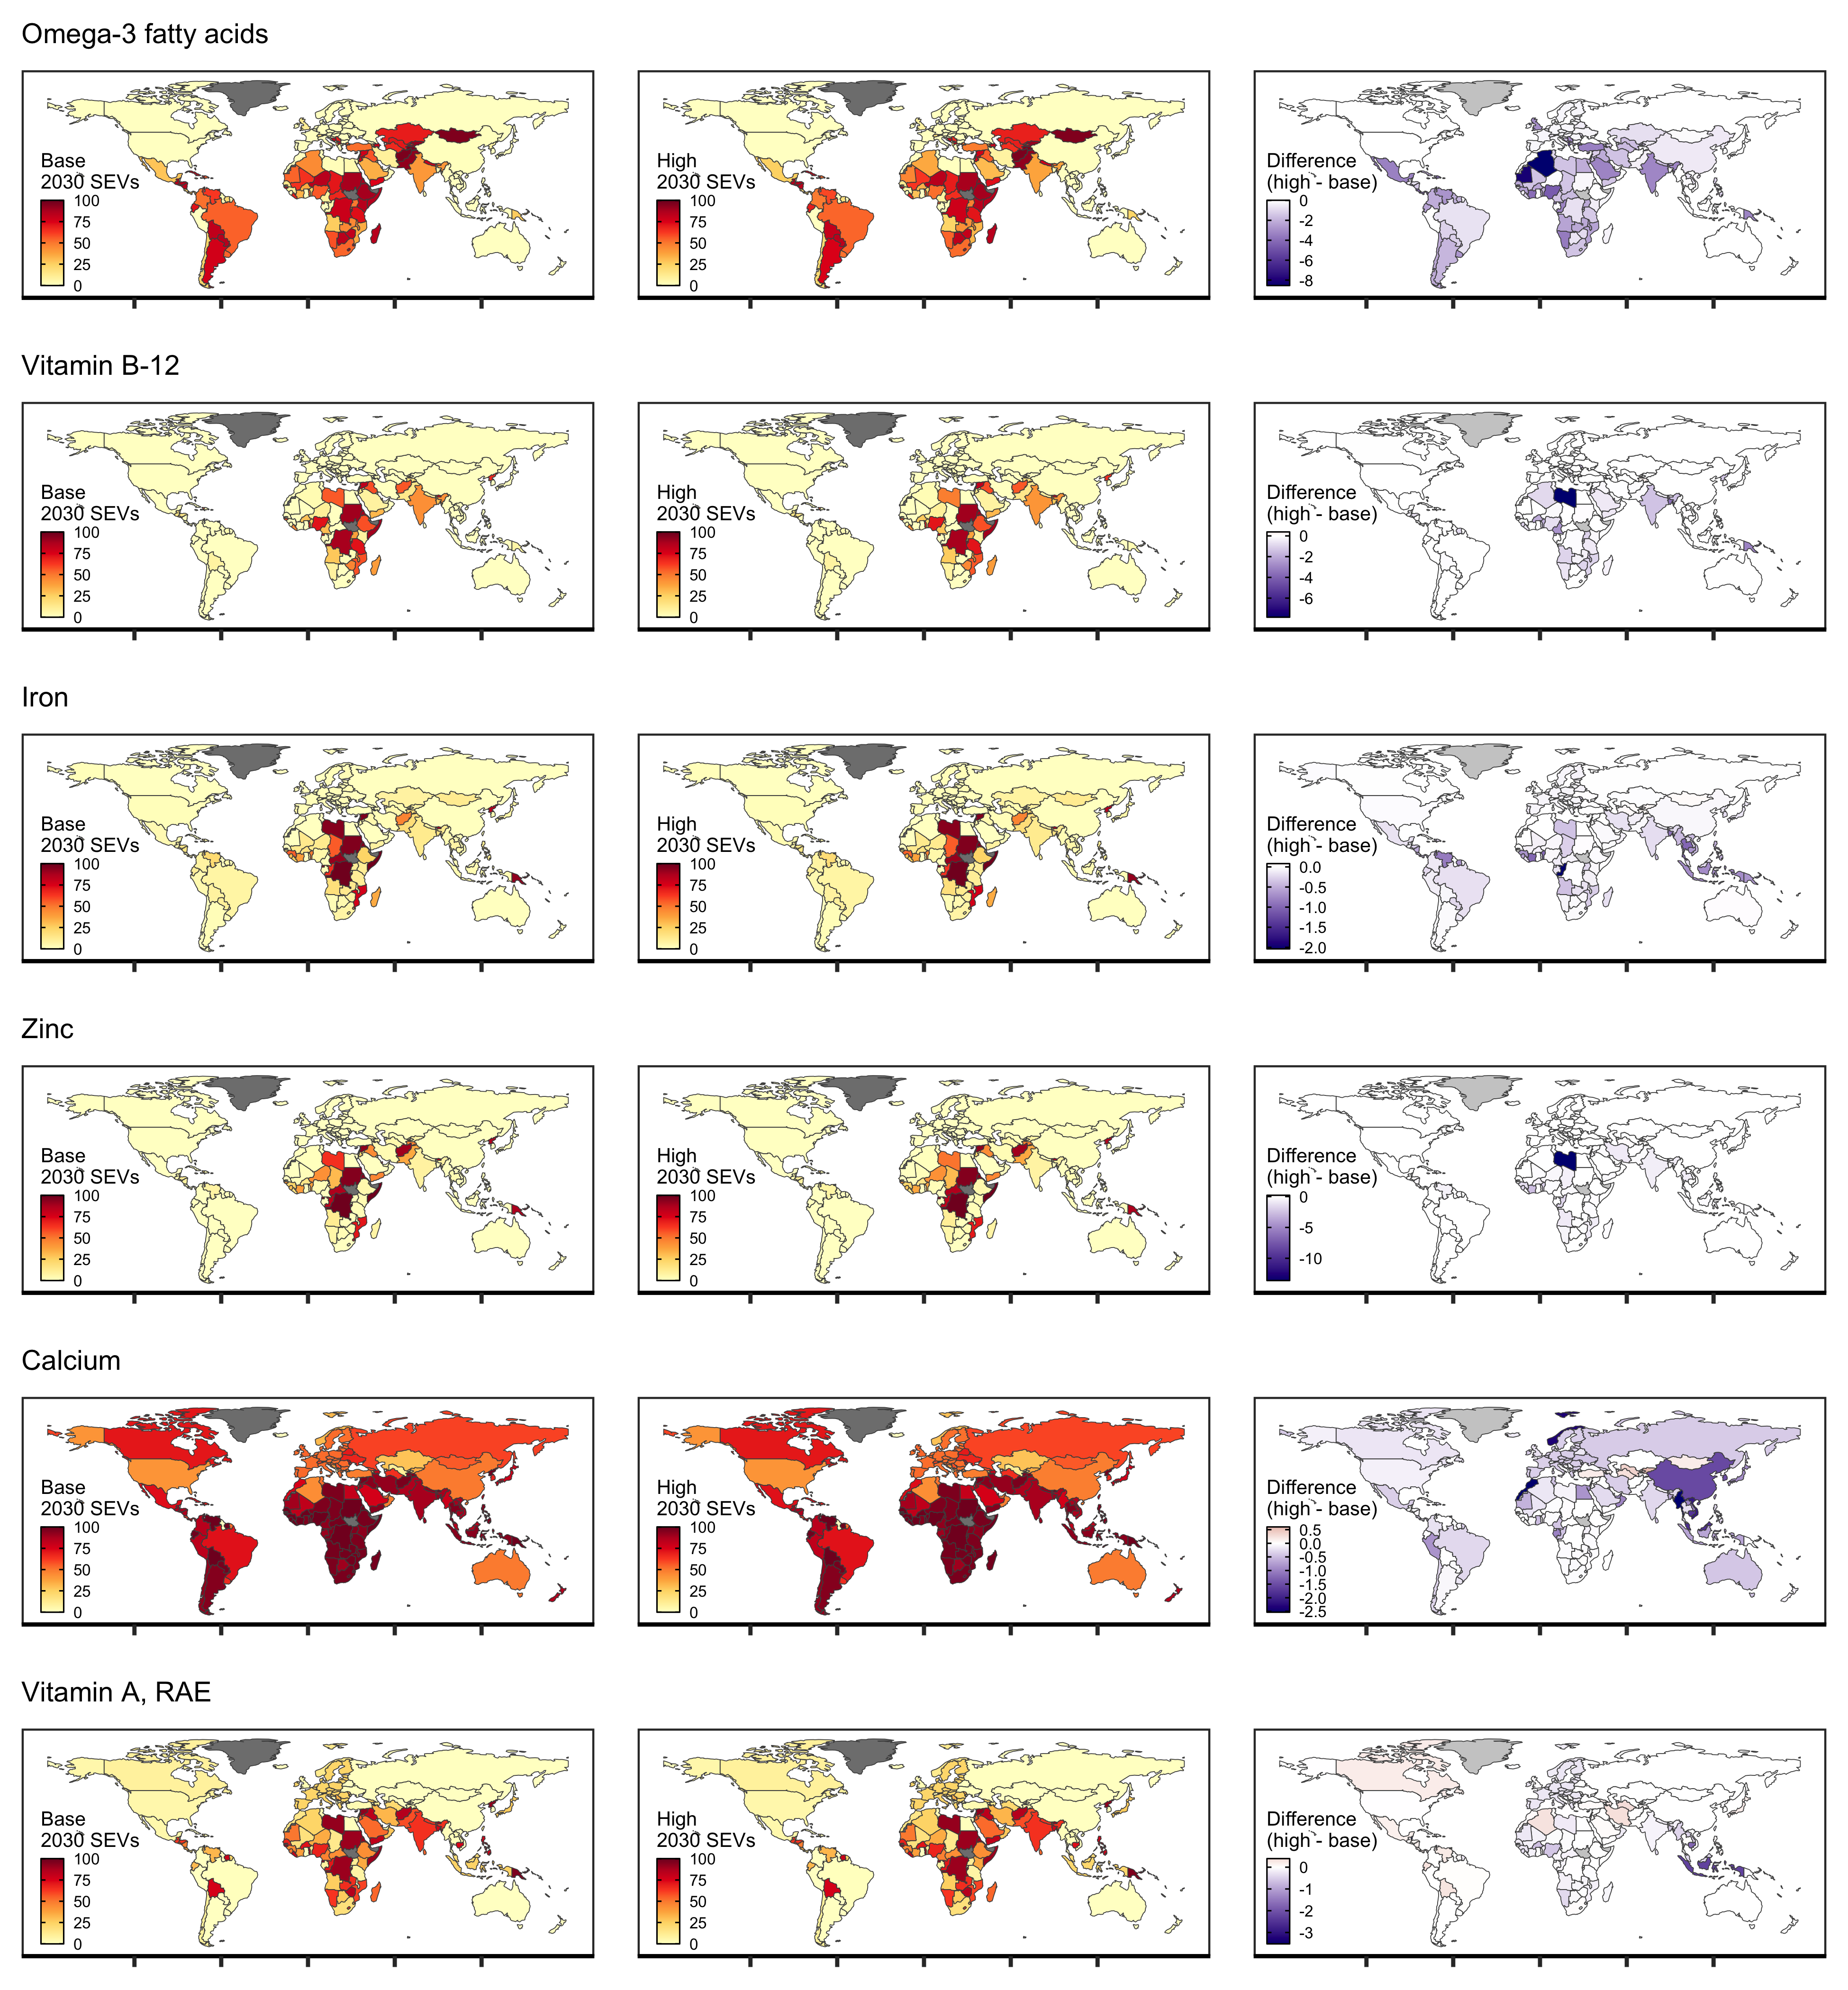 Omega-3 fatty acids
Base
2030 SEVs
100
75
50
25
0
High
2030 SEVs
100
75
50
25
0
Difference
(high - base)
0
-2
-4
-6
-8
Vitamin B-12
Base
2030 SEVs
100
75
50
25
0
High
2030 SEVs
100
75
50
25
0
Difference
(high - base)
0
-2
-4
-6
Iron
Base
2030 SEVs
100
75
50
25
0
High
2030 SEVs
100
75
50
25
0
Difference
(high - base)
0.0
-0.5
-1.0
-1.5
-2.0
Zinc
Base
2030 SEVs
100
75
50
25
0
High
2030 SEVs
100
75
50
25
0
Difference
(high - base)
0
-5
-10
Calcium
Base
2030 SEVs
100
75
50
25
0
High
2030 SEVs
100
75
50
25
0
Difference
(high - base)
0.5
0.0
-0.5
-1.0
-1.5
-2.0
-2.5
Vitamin A, RAE
Base
2030 SEVs
100
75
50
25
0
High
2030 SEVs
100
75
50
25
0
Difference
(high - base)
0
-1
-2
-3